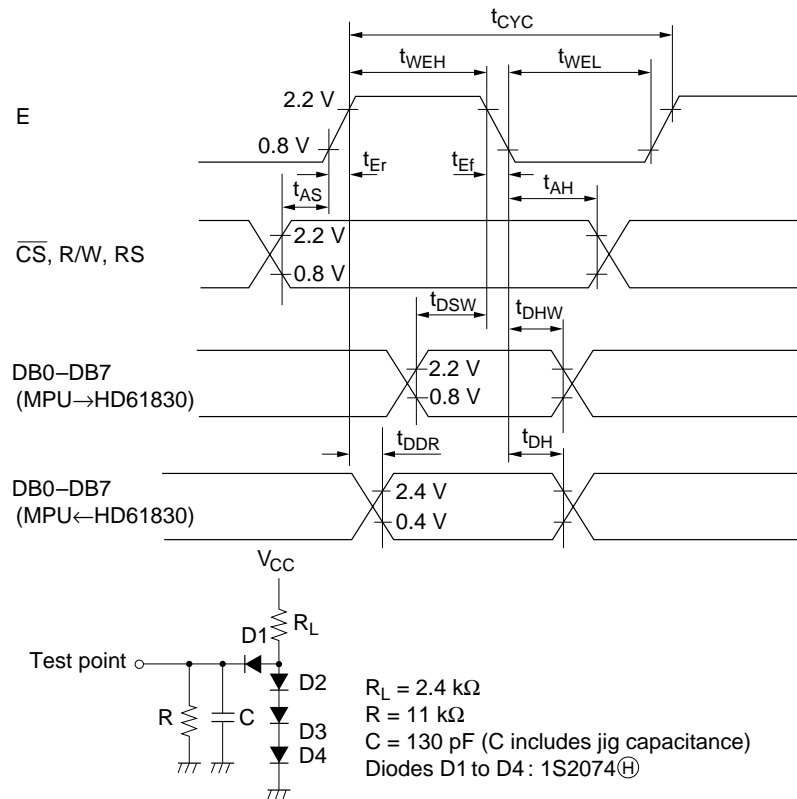 tCYC
tWEH
tWEL
2.2 V
E
0.8 V
tEr
tEf
tAS
tAH
2.2 V
CS, R/W, RS
0.8 V
tDSW
tDHW
DB0–DB7
2.2 V
(MPU→HD61830)
0.8 V
tDDR
tDH
DB0–DB7
2.4 V
(MPU←HD61830)
0.4 V
VCC
RL
D1
Test point
D2
R
C
D3
D4
RL = 2.4 kΩ
R = 11 kΩ
C = 130 pF (C includes jig capacitance)
Diodes D1 to D4 : 1S2074Ⓗ